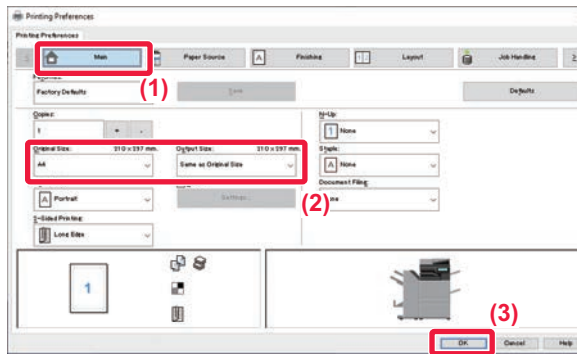 Printing Preferences
Printing Preferences
Main Paper Source A Finishing Layout Job Handling
(1)
Factory Defaults Save Defaults
Copies: N-Up:
1 + - 1 None
Original Size: 210 x 297 mm. Output Size: 210 x 297 mm. Staple:
A4 Same as Original Size A None
Document Filing:
A Portrait Settings... (2)
2-Sided Printing:
Long Edge
1
(3)
OK Cancel Help